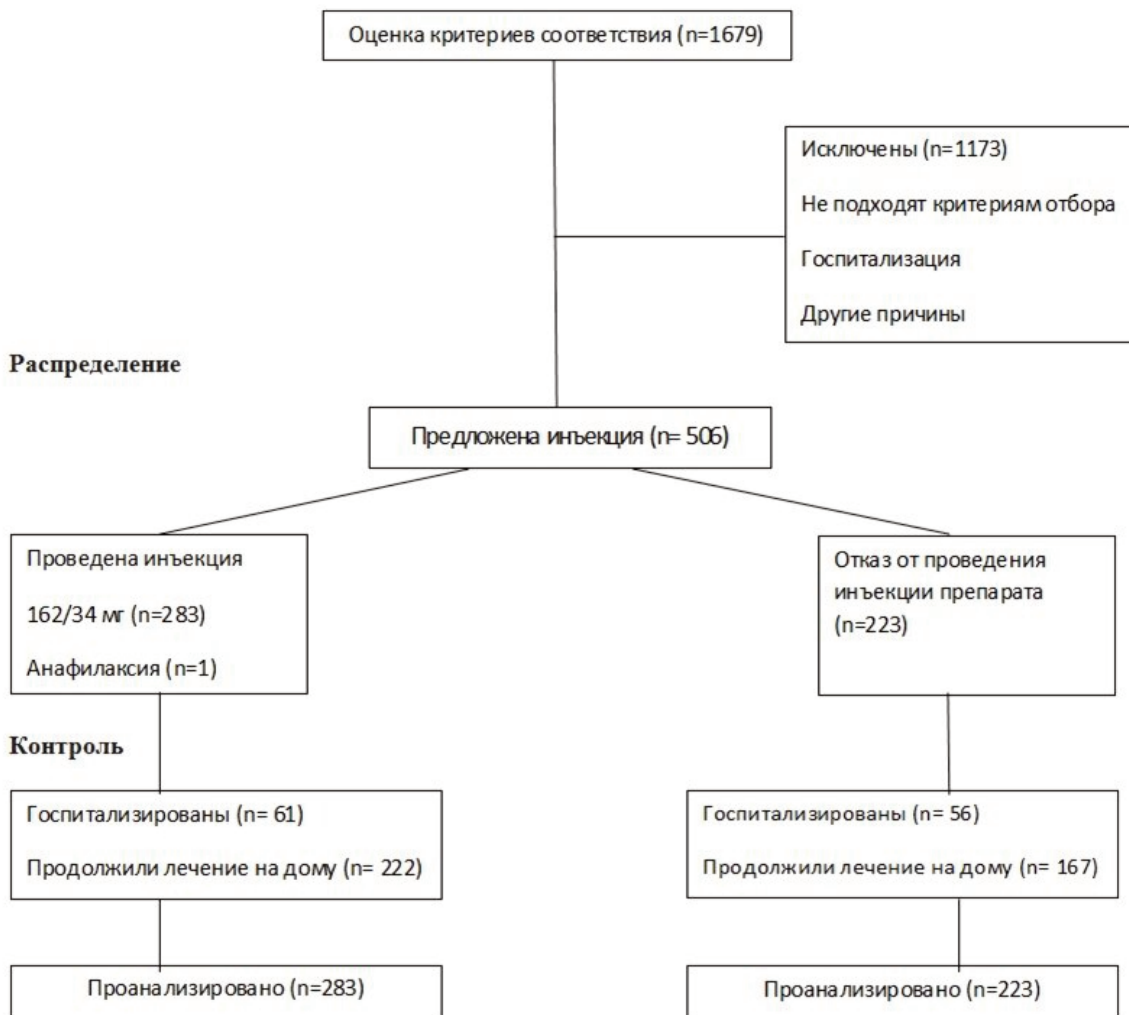 Оценка критериев соответствия (n=1679)
Исключены (n=1173)
Не подходят критериям отбора
Госпитализация
Другие причины
Распределение
Предложена инъекция (n= 506)
Проведена инъекция
162/34 мг (n=283)
Анафилаксия (n=1)
Отказ от проведения
инъекции препарата
(n=223)
Контроль
Госпитализированы (n= 61)
Продолжили лечение на дому (n= 222)
Госпитализированы (n= 56)
Продолжили лечение на дому (n= 167)
Проанализировано (n=283)
Проанализировано (n=223)